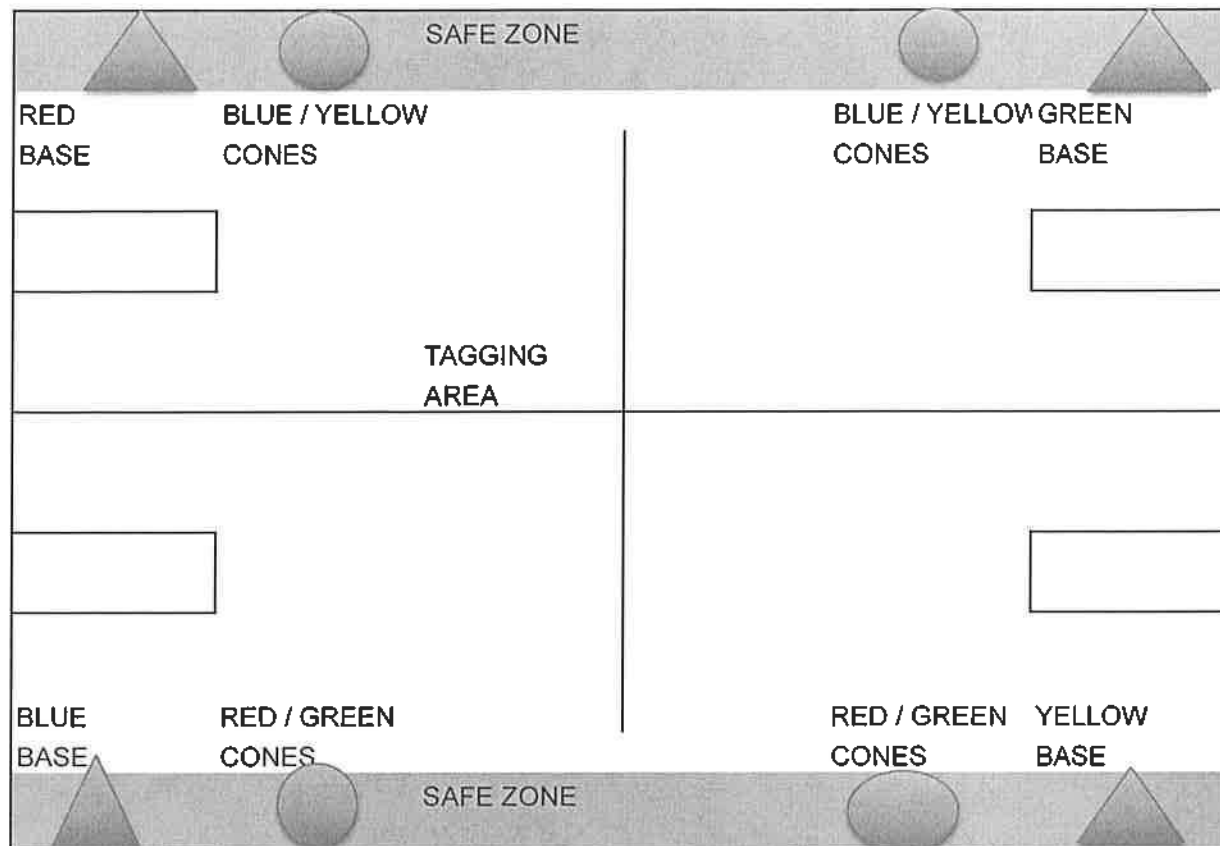 SAFE ZONE
RED
BASE
BLUE / YELLOW
CONES
BLUE / YELLOW
CONES
GREEN
BASE
TAGGING
AREA
BLUE
BASE
RED / GREEN
CONES
RED / GREEN
CONES
YELLOW
BASE
SAFE ZONE